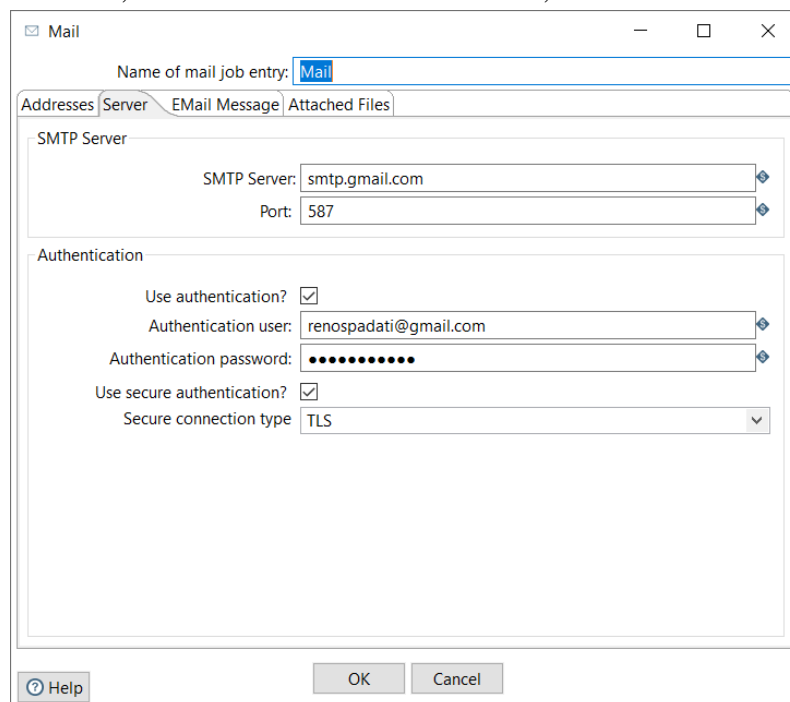 Mail
Name of mail job entry: Mail
Addresses Server EMail Message Attached Files
SMTP Server
SMTP Server: smtp.gmail.com
Port: 587
Authentication
Use authentication?
Authentication user: renospadati@gmail.com
Authentication password: ●●●●●●●●●●●
Use secure authentication?
Secure connection type TLS
Help OK Cancel